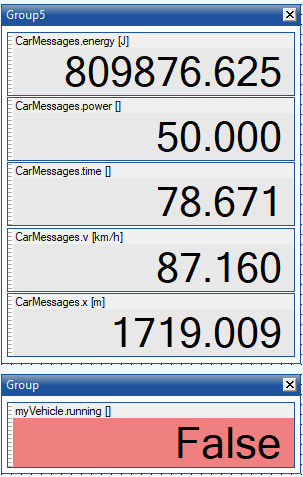 Group5
CarMessages.energy [J]
809876.625
CarMessages.power []
50.000
CarMessages.time []
78.671
CarMessages.v [km/h]
87.160
CarMessages.x [m]
1719.009
Group
myVehicle.running []
False